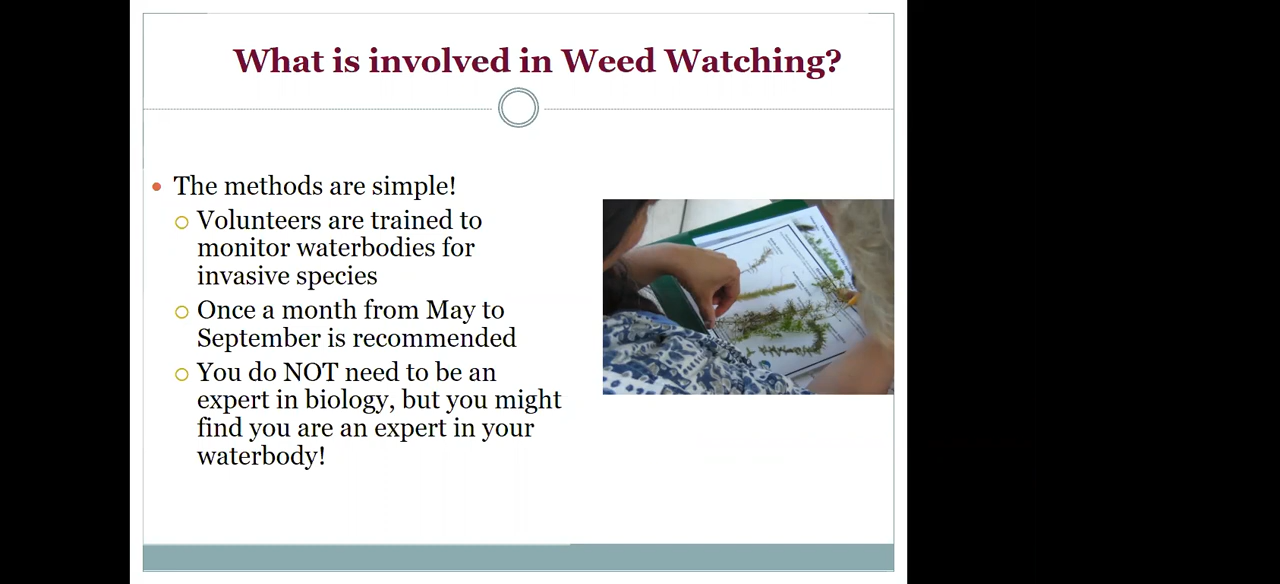 What is involved in Weed Watching?
The methods are simple!
Volunteers are trained to
monitor waterbodies for
invasive species
Once a month from May to
September is recommended
You do NOT need to be an
expert in biology, but you might
find you are an expert in your
waterbody!